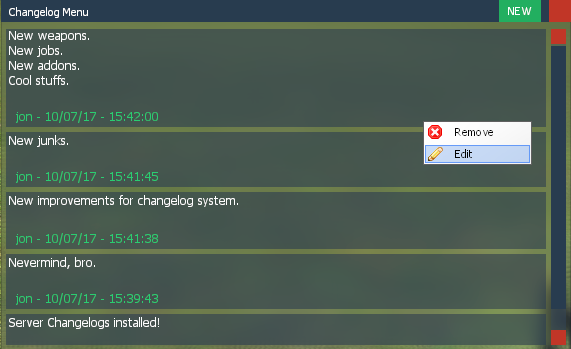 Changelog Menu
NEW
New weapons.
New jobs.
New addons.
Cool stuffs.
jon - 10/07/17 - 15:42:00
Remove
Edit
New junks.
jon - 10/07/17 - 15:41:45
New improvements for changelog system.
jon - 10/07/17 - 15:41:38
Nevermind, bro.
jon - 10/07/17 - 15:39:43
Server Changelogs installed!